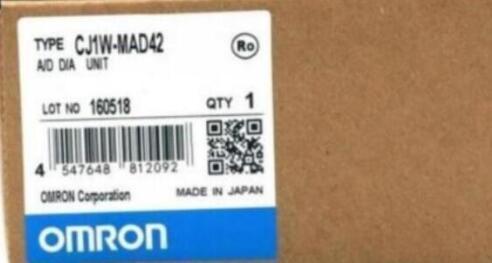 TYPE CJ1W-MAD42
Ro
A/D D/A UNIT
LOT NO 160518 QTY 1
4 547648 812092
OMRON Corporation MADE IN JAPAN
OMRON